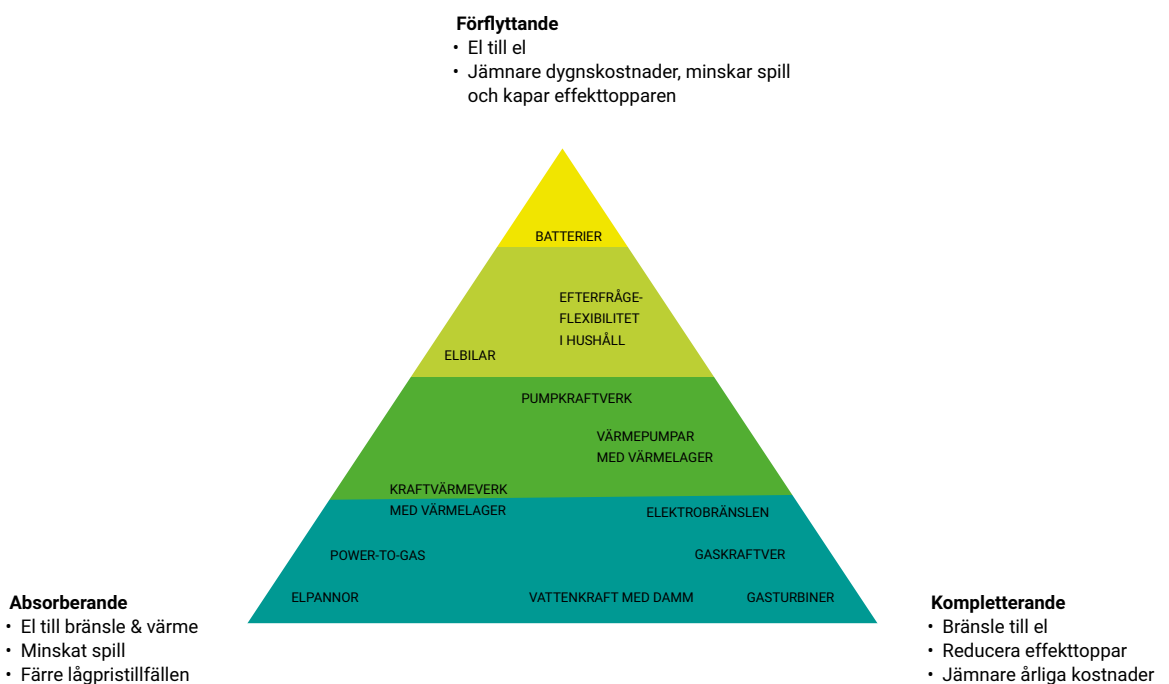 Förflyttande
• El till el
• Jämnare dygnskostnader, minskar spill
och kapar effekttopparen
BATTERIER
EFTERFRÅGE-
FLEXIBILITET
I HUSHÅLL
ELBILAR
PUMPKRAFTVERK
VÄRMEPUMPAR
MED VÄRMELAGER
KRAFTVÄRMEVERK
MED VÄRMELAGER
ELEKTROBRÄNSLEN
POWER-TO-GAS
GASKRAFTVER
ELPANNOR
VATTENKRAFT MED DAMM
GASTURBINER
Absorberande
• El till bränsle & värme
• Minskat spill
• Färre lågpristillfällen
Kompletterande
• Bränsle till el
• Reducera effekttoppar
• Jämnare årliga kostnader